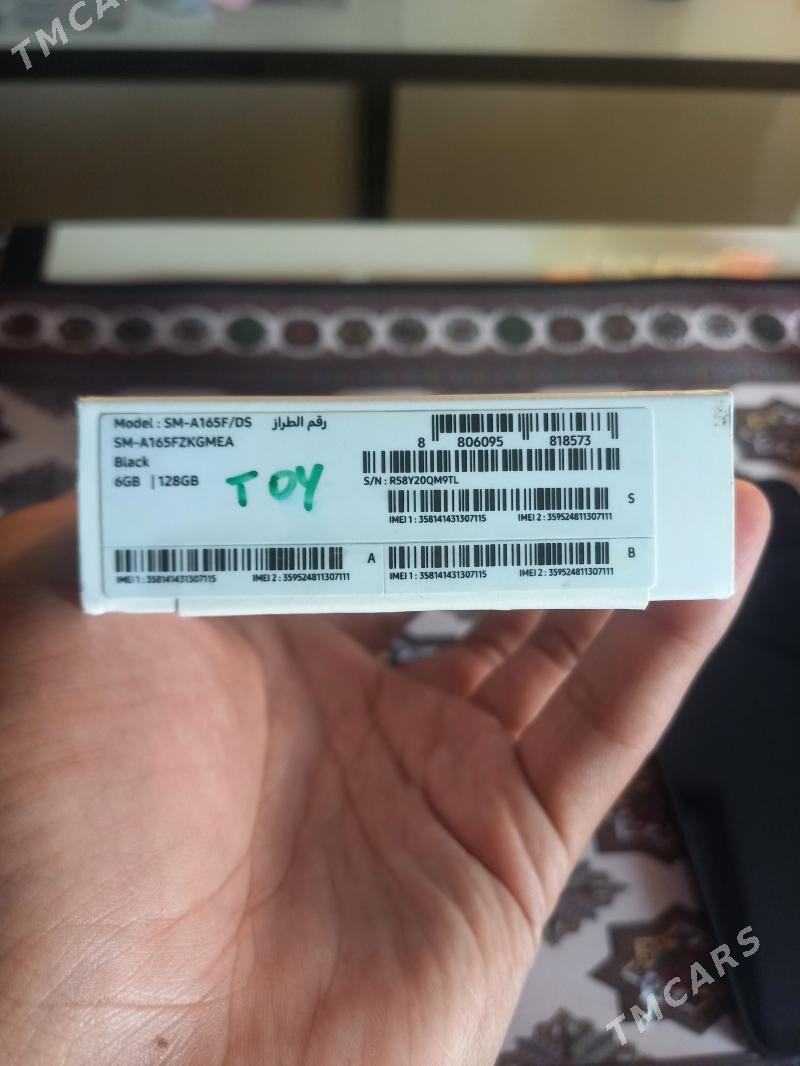 TMCARS
Model : SM-A165F/DS رقم الطراز
SM-A165FZKGMEA
Black
6GB | 128GB
TOY
8 806095 818573
S/N : R58Y20QM9TL
IMEI 1 : 358141431307115 IMEI 2 : 359524811307111
S
IMEI 1 : 358141431307115 IMEI 2 : 359524811307111
A
IMEI 1 : 358141431307115 IMEI 2 : 359524811307111
B
TMCARS